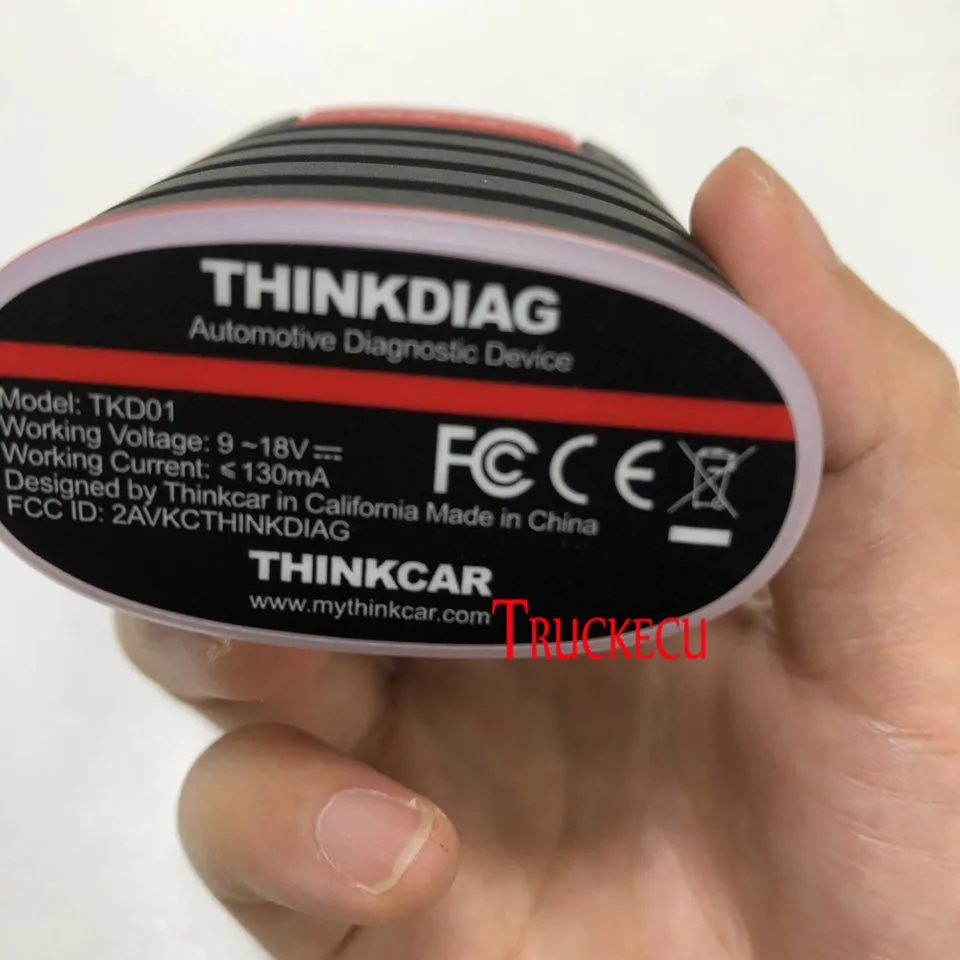 THINKDIAG
Automotive Diagnostic Device
Model: TKD01
Working Voltage: 9 ~18V
Working Current: ≤130mA
Designed by Thinkcar in California Made in China
FCC ID: 2AVKCTHINKDIAG
FC CE
THINKCAR
www.mythinkcar.com
TRUCKECU